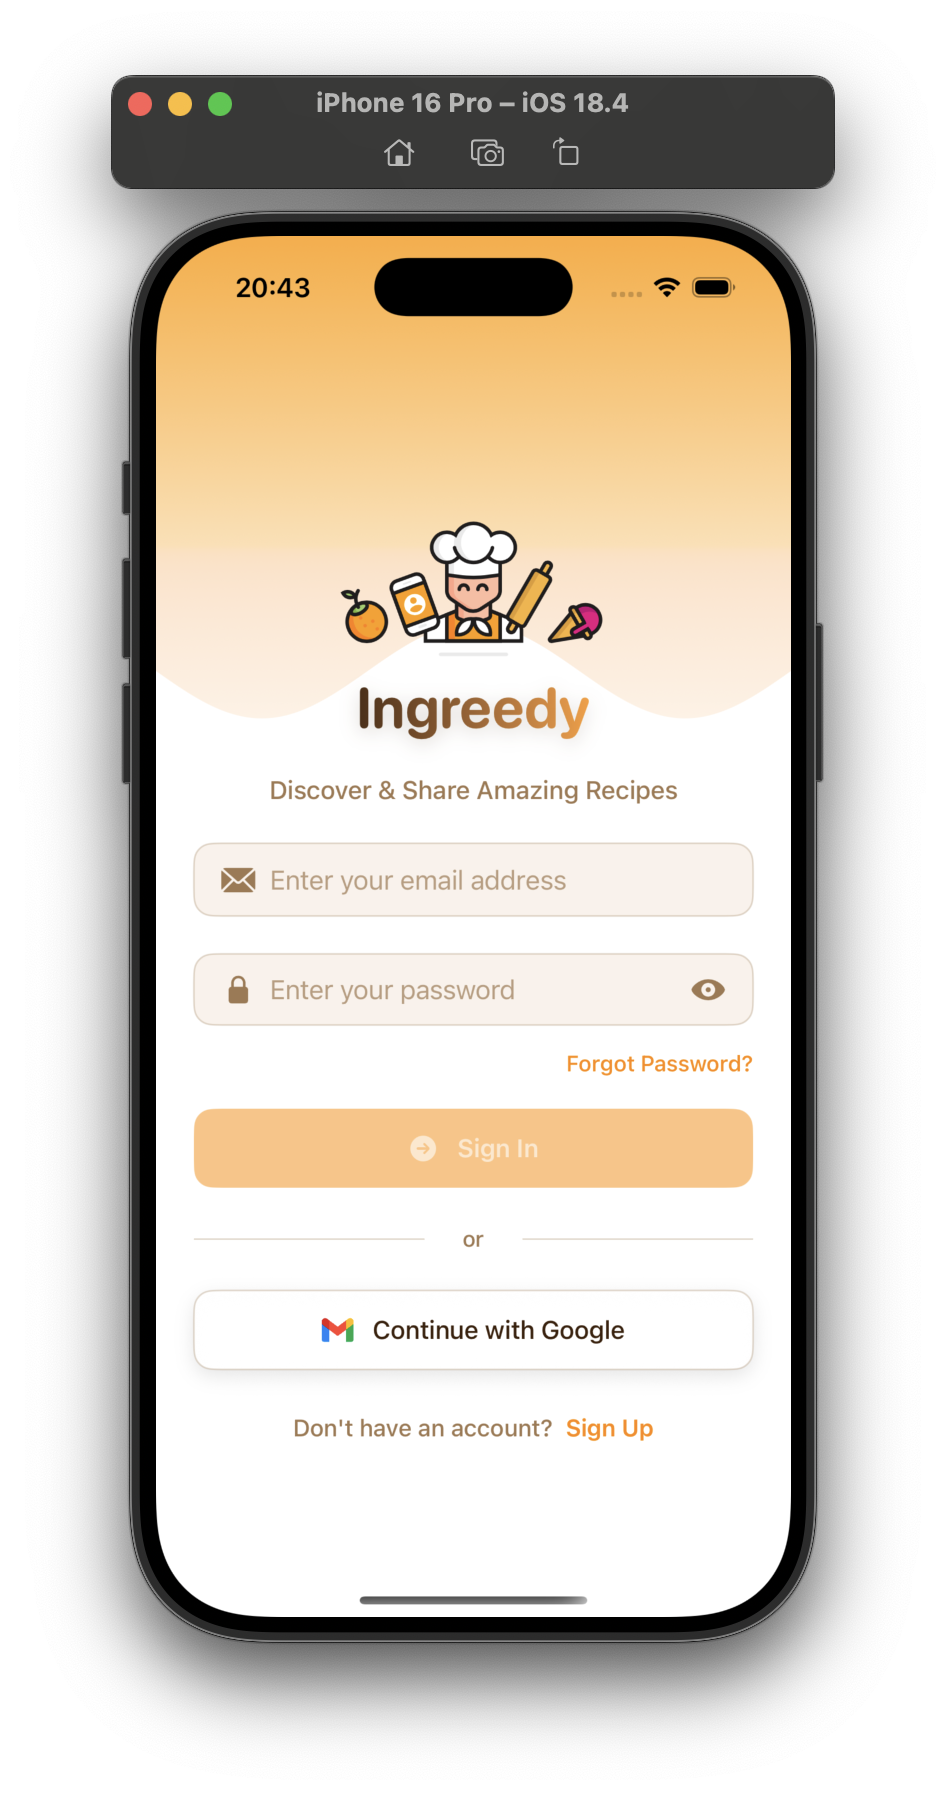 iPhone 16 Pro – iOS 18.4
20:43
Ingreedy
Discover & Share Amazing Recipes
Enter your email address
Enter your password
Forgot Password?
Sign In
or
Continue with Google
Don't have an account? Sign Up